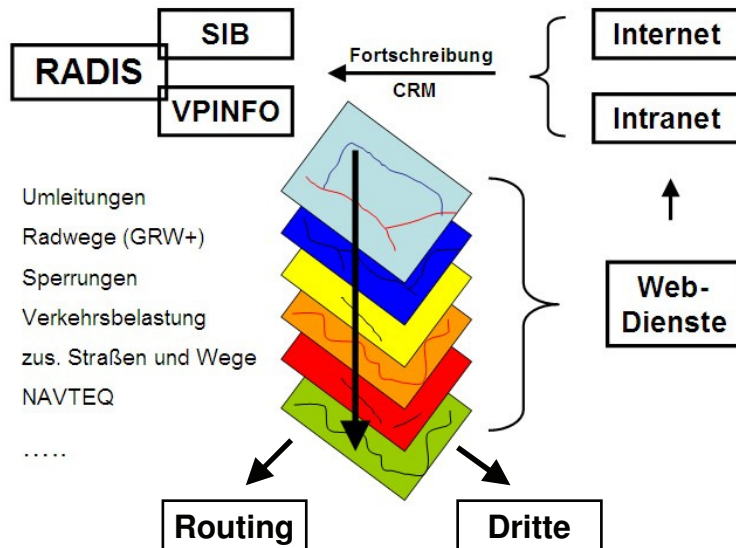 SIB
RADIS
VPINFO
Fortschreibung
CRM
Internet
Intranet
Umleitungen
Radwege (GRW+)
Sperrungen
Verkehrsbelastung
zus. Straßen und Wege
NAVTEQ
.....
Web-
Dienste
Routing
Dritte